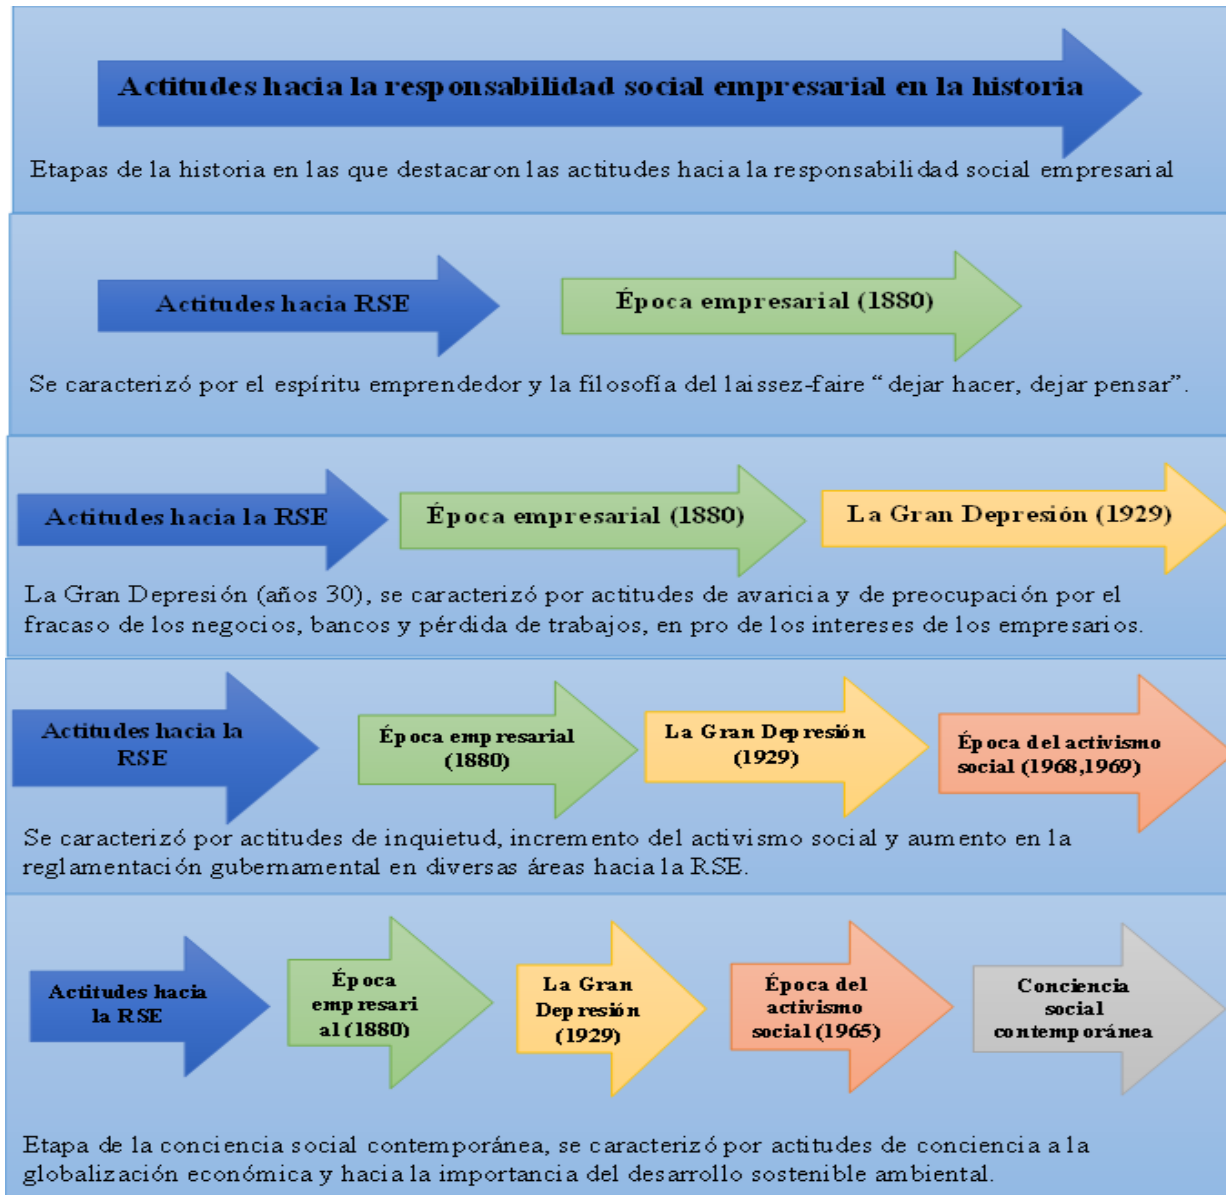 Actitudes hacia la responsabilidad social empresarial en la historia
Etapas de la historia en las que destacaron las actitudes hacia la responsabilidad social empresarial
Actitudes hacia RSE
Época empresarial (1880)
Se caracterizó por el espíritu emprendedor y la filosofía del laissez-faire “ dejar hacer, dejar pensar”.
Actitudes hacia la RSE
Época empresarial (1880)
La Gran Depresión (1929)
La Gran Depresión (años 30), se caracterizó por actitudes de avaricia y de preocupación por el
fracaso de los negocios, bancos y pérdida de trabajos, en pro de los intereses de los empresarios.
Actitudes hacia la
RSE
Época empresarial
(1880)
La Gran Depresión
(1929)
Época del activismo
social (1968,1969)
Se caracterizó por actitudes de inquietud, incremento del activismo social y aumento en la
reglamentación gubernamental en diversas áreas hacia la RSE.
Actitudes hacia
la RSE
Época
empresari
al (1880)
La Gran
Depresión
(1929)
Época del
activismo
social (1965)
Conciencia
social
contemporánea
Etapa de la conciencia social contemporánea, se caracterizó por actitudes de conciencia a la
globalización económica y hacia la importancia del desarrollo sostenible ambiental.